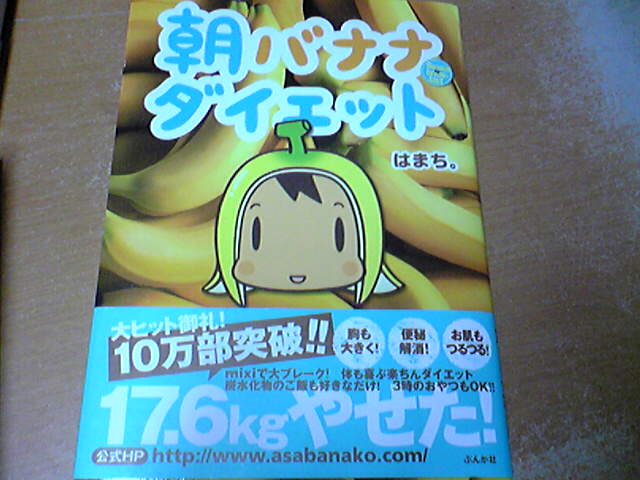 朝バナナ
ダイエット
はまち。
大ヒット御礼!
10万部突破!!
胸も
大きく!
便秘
解消!
お肌も
つるつる!
mixiで大ブレーク! 体も喜ぶ楽ちんダイエット
炭水化物のご飯も好きなだけ! 3時のおやつもOK!!
17.6kgやせた!
公式HP http://www.asabanako.com/
ぶんか社